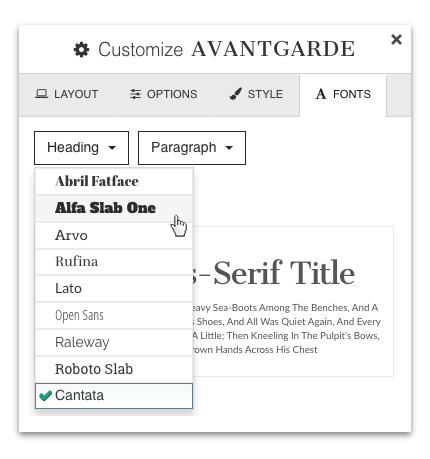 Customize AVANTGARDE
LAYOUT OPTIONS STYLE FONTS
Heading Paragraph
Abril Fatface
Alfa Slab One
Arvo
Rufina
Lato
Open Sans
Raleway
Roboto Slab
Cantata
s-Serif Title
eavy Sea-Boots Among The Benches, And A
s Shoes, And All Was Quiet Again, And Every
A Little; Then Kneeling In The Pulpit's Bows,
rown Hands Across His Chest